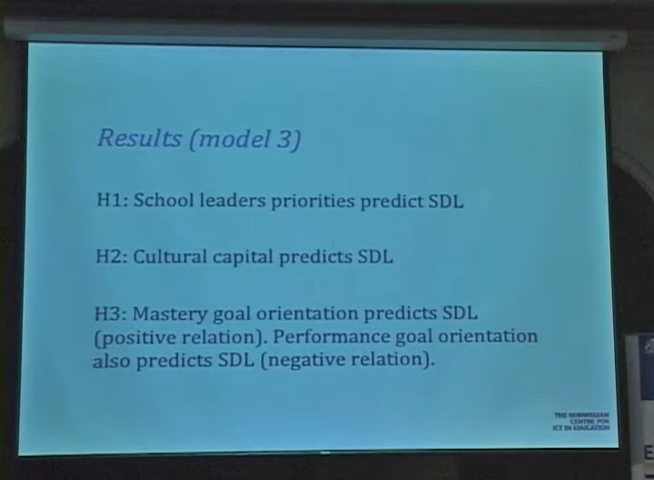 Results (model 3)
H1: School leaders priorities predict SDL
H2: Cultural capital predicts SDL
H3: Mastery goal orientation predicts SDL
(positive relation). Performance goal orientation
also predicts SDL (negative relation).
THE NORWEGIAN
CENTRE FOR
ICT IN EDUCATION
E